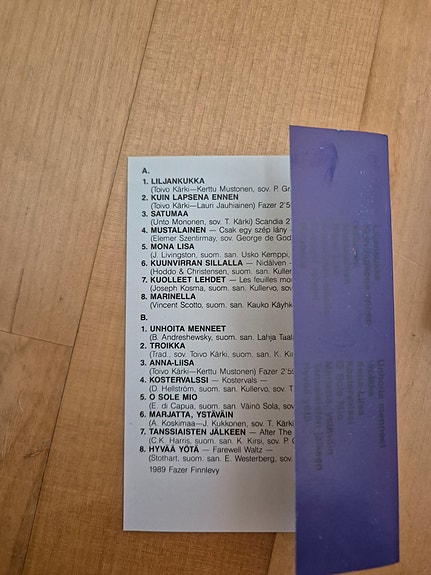 A.
1. LILJANKUKKA
(Toivo Kärki—Kerttu Mustonen, sov. P. Gr
2. KUIN LAPSENA ENNEN
(Toivo Kärki—Lauri Jauhiainen) Fazer 2'5
3. SATUMAA
(Unto Mononen, sov. T. Kärki) Scandia 2
4. MUSTALAINEN — Csak egy szép lány
(Elemer Szentirmay, sov. George de God
5. MONA LISA
(J. Livingston, suom. san. Usko Kemppi,
6. KUUNVIRRAN SILLALLA — Nidälven -
(Hoddo & Christensen, suom. san. Kuller
7. KUOLLEET LEHDET — Les feuilles mor
(Joseph Kosma, suom. san. Kullervo, sov
8. MARINELLA
(Vincent Scotto, suom. san. Kauko Käyhk
B.
1. UNHOITA MENNEET
(B. Andreshewsky, suom. san. Lahja Taal
2. TROIKKA
(Trad., sov. Toivo Kärki, suom. san. K. Ki
3. ANNA-LIISA
(Toivo Kärki—Kerttu Mustonen) Fazer 2'5
4. KOSTERVALSSI — Kostervals —
(D. Hellström, suom. san. Kullervo, sov. T
5. O SOLE MIO
(E. di Capua, suom. san. Väinö Sola, sov
6. MARJATTA, YSTÄVÄIN
(A. Koskimaa—J. Kukkonen, sov. T. Kärki
7. TANSSIAISTEN JÄLKEEN — After The
(C.K. Harris, suom. san. K. Kirsi, sov. P. 
8. HYVÄÄ YÖTÄ — Farewell Waltz —
(Stothart, suom. san. E. Westerberg, sov.
1989 Fazer Finnlevy